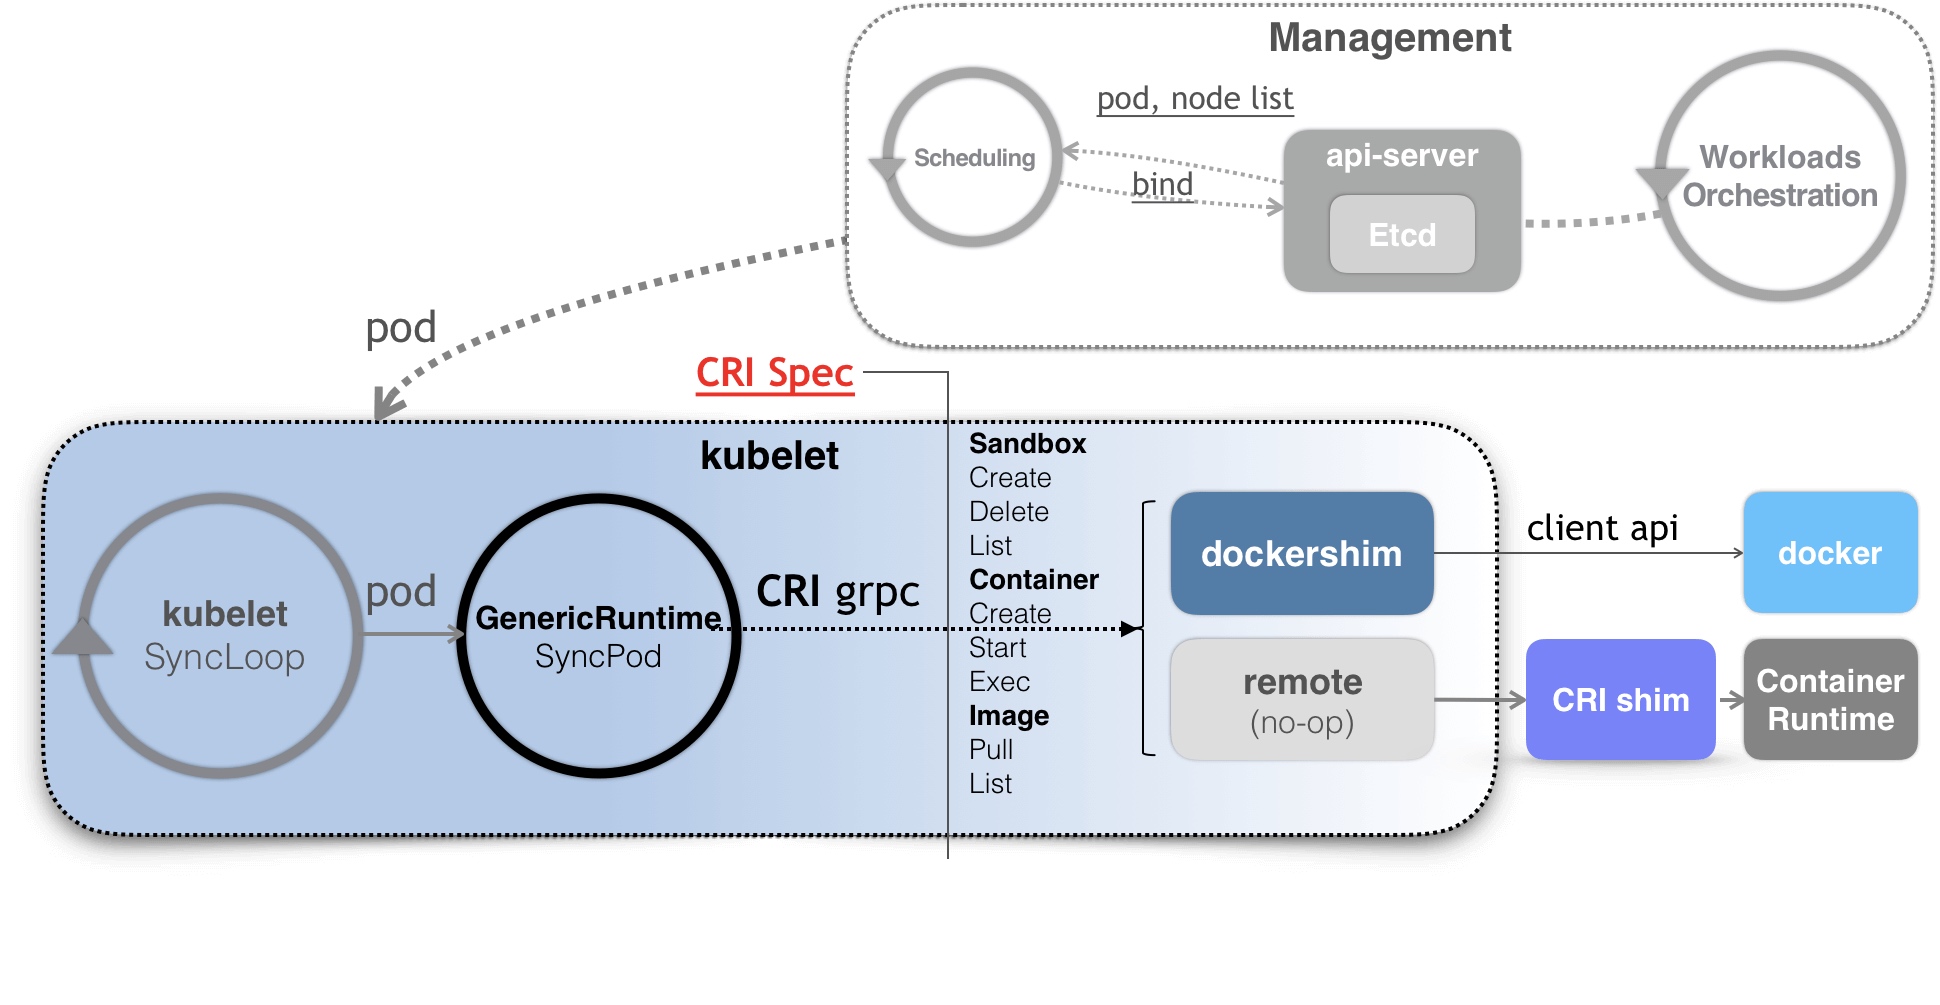 Management
pod, node list
Scheduling
bind
api-server
Etcd
Workloads
Orchestration
pod
CRI Spec
kubelet
kubelet
SyncLoop
pod
GenericRuntime
SyncPod
CRI grpc
Sandbox
Create
Delete
List
Container
Create
Start
Exec
Image
Pull
List
dockershim
client api
docker
remote
(no-op)
CRI shim
Container
Runtime